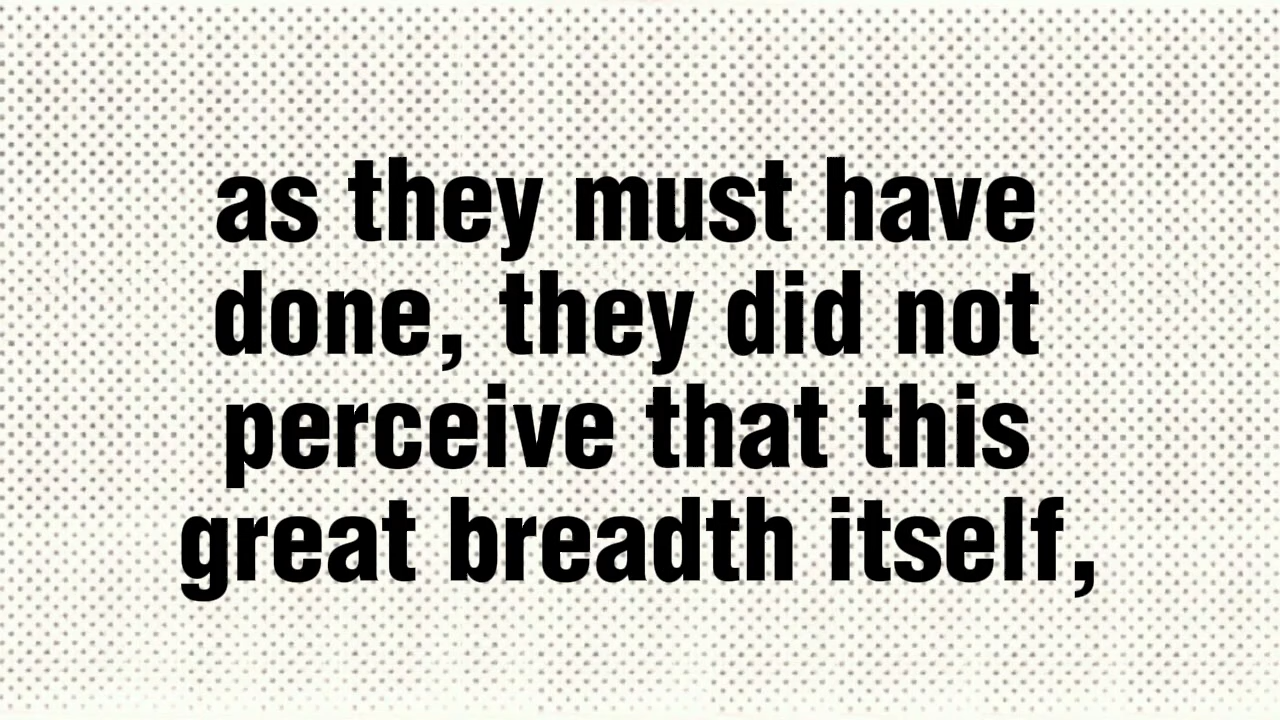 as they must have
done, they did not
perceive that this
great breadth itself,